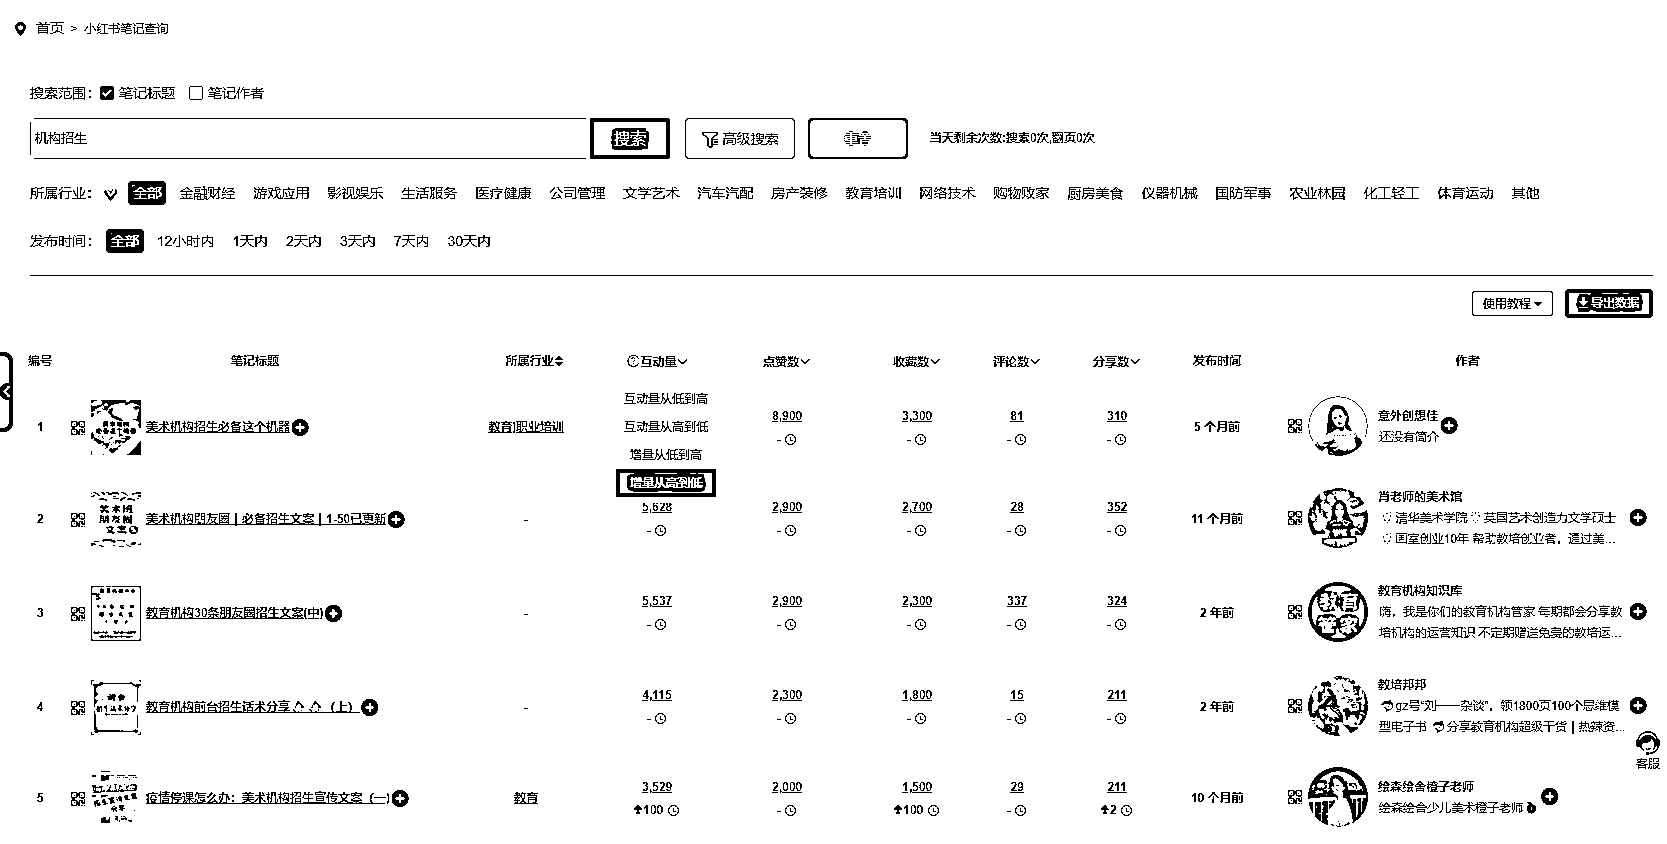 首页 > 小红书笔记查询
搜索范围： 笔记标题 笔记作者
机构招生 搜索 高级搜索 当天剩余次数:搜索0次,翻页0次
所属行业： 全部 金融财经 游戏应用 影视娱乐 生活服务 医疗健康 公司管理 文学艺术 汽车汽配 房产装修 教育培训 网络技术 购物败家 厨房美食 仪器机械 国防军事 农业林园 化工轻工 体育运动 其他
发布时间： 全部 12小时内 1天内 2天内 3天内 7天内 30天内
使用教程 导出数据
编号 笔记标题 所属行业 互动量 点赞数 收藏数 评论数 分享数 发布时间 作者
互动量从低到高
互动量从高到低
增量从低到高
增量从高到低
1 美术机构招生必备这个机器 教育|职业培训 8,900 3,300 81 310 5 个月前 意外创想佳
- - - -
还没有简介
2 美术机构朋友圈|必备招生文案|1-50已更新 - 5,628 2,900 2,700 28 352 11 个月前 肖老师的美术馆
- - - - -
清华美术学院 英国艺术创造力文学硕士
画室创业10年 帮助教培创业者，通过美...
3 教育机构30条朋友圈招生文案(中) - 5,537 2,900 2,300 337 324 2 年前 教育机构知识库
- - - - -
嗨，我是你们的教育机构管家 每期都会分享教
培机构的运营知识 不定期赠送免费的教培运...
教育
管家
4 教育机构前台招生话术分享（上） - 4,115 2,300 1,800 15 211 2 年前 教培邦邦
- - - - -
gz号“刘一一杂谈”，领1800页100个思维模
型电子书 分享教育机构超级干货|热辣资...
客服
5 疫情停课怎么办：美术机构招生宣传文案（一） 教育 3,529 2,000 1,500 29 211 10 个月前 绘森绘舍橙子老师
100 - 100 - 2
绘森绘舍少儿美术橙子老师